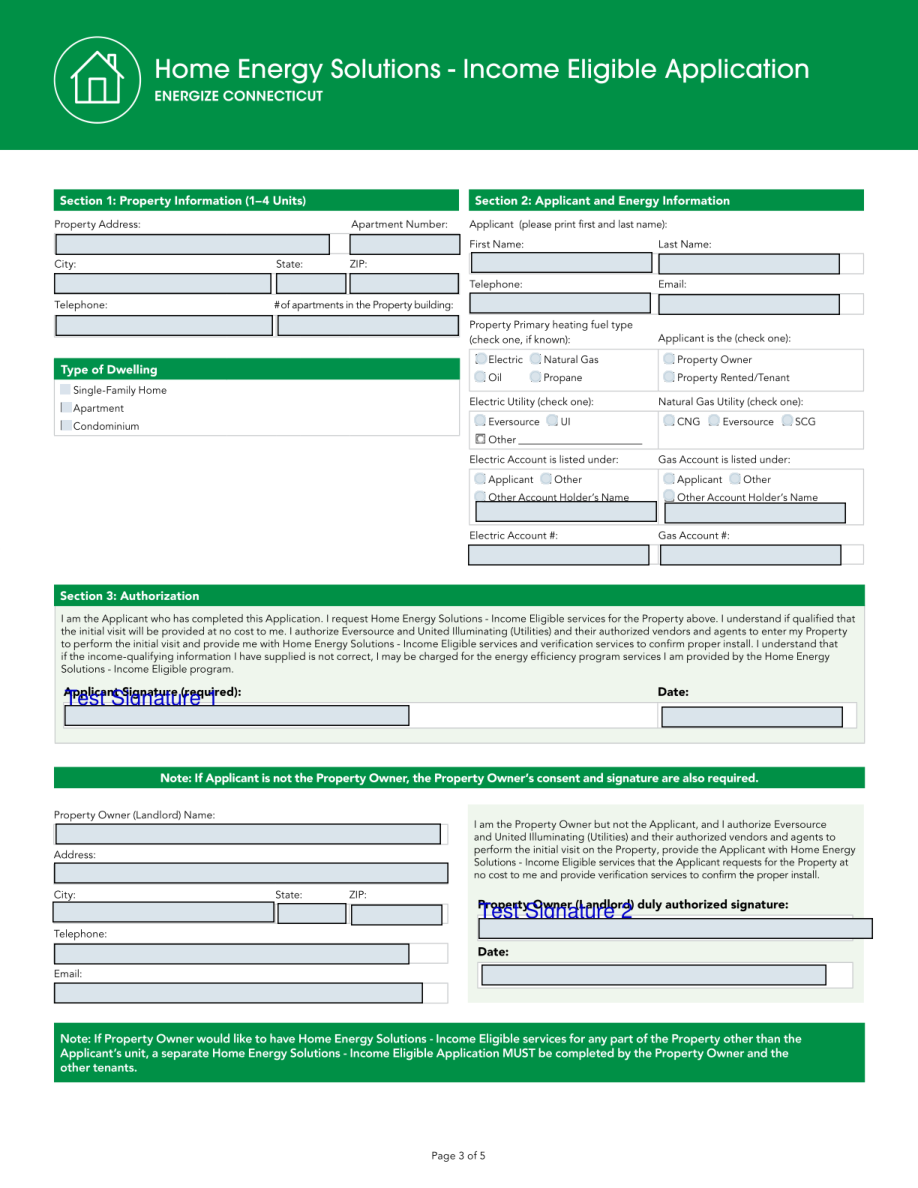 Home Energy Solutions - Income Eligible Application
ENERGIZE CONNECTICUT
Section 1: Property Information (1–4 Units)
Property Address:
Apartment Number:
City:
State:
ZIP:
Telephone:
# of apartments in the Property building:
Type of Dwelling
Single-Family Home
Apartment
Condominium
Section 2: Applicant and Energy Information
Applicant (please print first and last name):
First Name:
Last Name:
Telephone:
Email:
Property Primary heating fuel type
(check one, if known):
Applicant is the (check one):
Electric Natural Gas
Oil Propane
Property Owner
Property Rented/Tenant
Electric Utility (check one):
Natural Gas Utility (check one):
Eversource UI
Other
CNG Eversource SCG
Electric Account is listed under:
Gas Account is listed under:
Applicant Other
Other Account Holder's Name
Applicant Other
Other Account Holder's Name
Electric Account #:
Gas Account #:
Section 3: Authorization
I am the Applicant who has completed this Application. I request Home Energy Solutions - Income Eligible services for the Property above. I understand if qualified that
the initial visit will be provided at no cost to me. I authorize Eversource and United Illuminating (Utilities) and their authorized vendors and agents to enter my Property
to perform the initial visit and provide me with Home Energy Solutions - Income Eligible services and verification services to confirm proper install. I understand that
if the income-qualifying information I have supplied is not correct, I may be charged for the energy efficiency program services I am provided by the Home Energy
Solutions - Income Eligible program.
Applicant Signature (required):
Test Signature 1
Date:
Note: If Applicant is not the Property Owner, the Property Owner's consent and signature are also required.
Property Owner (Landlord) Name:
Address:
City:
State:
ZIP:
Telephone:
Email:
I am the Property Owner but not the Applicant, and I authorize Eversource
and United Illuminating (Utilities) and their authorized vendors and agents to
perform the initial visit on the Property, provide the Applicant with Home Energy
Solutions - Income Eligible services that the Applicant requests for the Property at
no cost to me and provide verification services to confirm the proper install.
Property Owner (Landlord) duly authorized signature:
Test Signature 2
Date:
Note: If Property Owner would like to have Home Energy Solutions - Income Eligible services for any part of the Property other than the
Applicant's unit, a separate Home Energy Solutions - Income Eligible Application MUST be completed by the Property Owner and the
other tenants.
Page 3 of 5